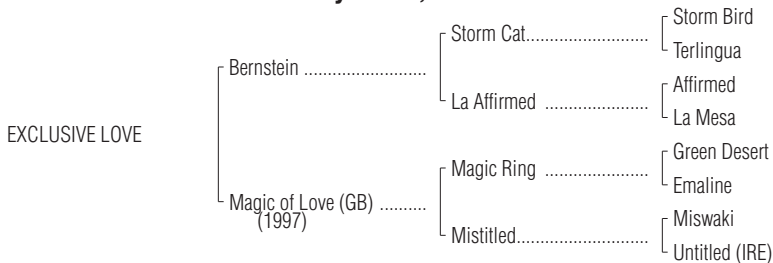 Storm Bird
Storm Cat..............................
Terlingua
Bernstein ..........................
Affirmed
La Affirmed .........................
La Mesa
EXCLUSIVE LOVE
Green Desert
Magic Ring .........................
Emaline
Magic of Love (GB) ..........
(1997)
Miswaki
Mistitled................................
Untitled (IRE)